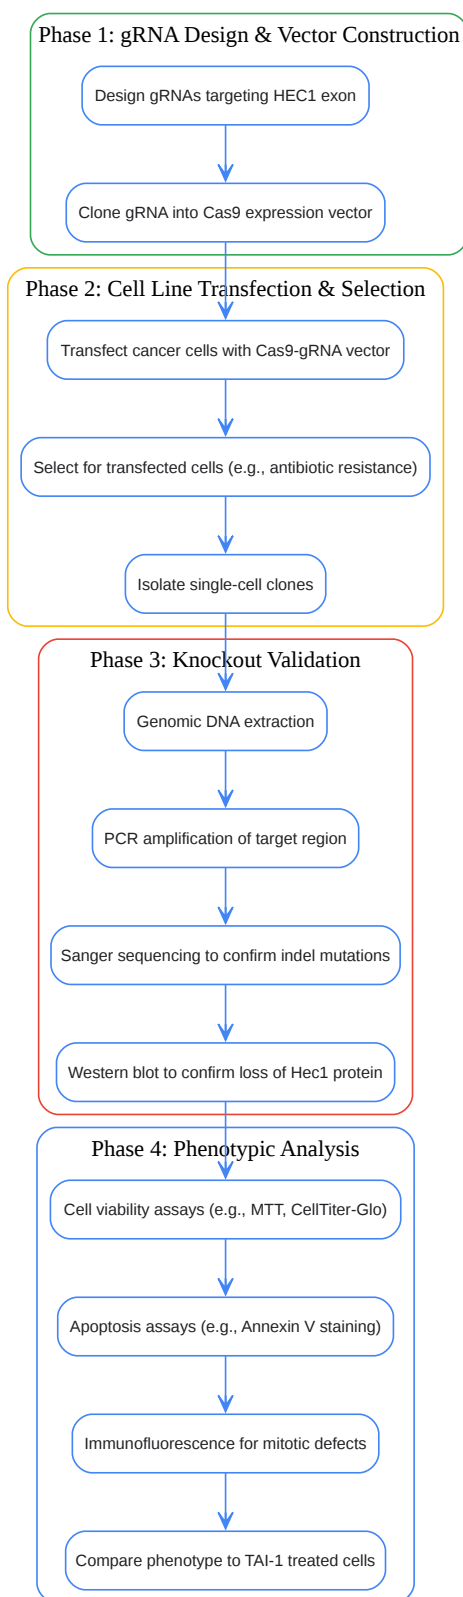 Phase 1: gRNA Design & Vector Construction
Design gRNAs targeting HEC1 exon
Clone gRNA into Cas9 expression vector
Phase 2: Cell Line Transfection & Selection
Transfect cancer cells with Cas9-gRNA vector
Select for transfected cells (e.g., antibiotic resistance)
Isolate single-cell clones
Phase 3: Knockout Validation
Genomic DNA extraction
PCR amplification of target region
Sanger sequencing to confirm indel mutations
Western blot to confirm loss of Hec1 protein
Phase 4: Phenotypic Analysis
Cell viability assays (e.g., MTT, CellTiter-Glo)
Apoptosis assays (e.g., Annexin V staining)
Immunofluorescence for mitotic defects
Compare phenotype to TAI-1 treated cells